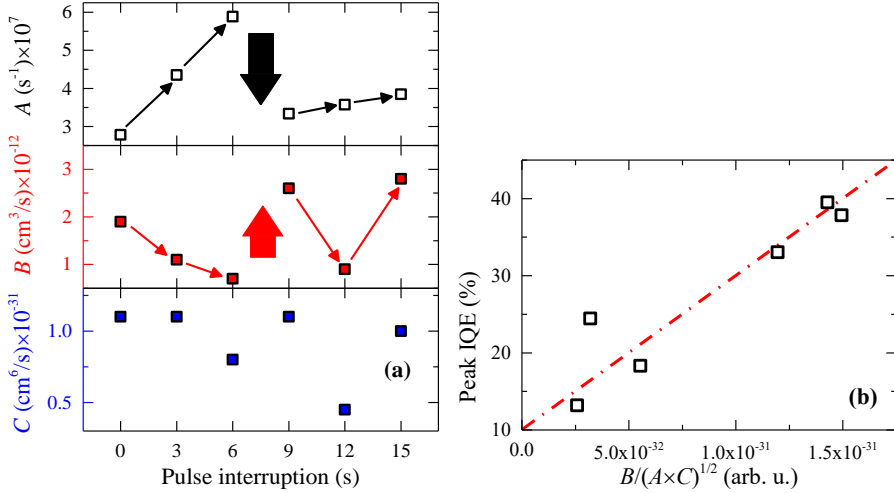 A (s⁻¹)×10⁷
6
5
4
3
B (cm³/s)×10⁻¹²
3
2
1
C (cm⁶/s)×10⁻³¹
1.0
0.5
(a)
0 3 6 9 12 15
Pulse interruption (s)
Peak IQE (%)
40
30
20
10
(b)
0.0 5.0x10⁻³² 1.0x10⁻³¹ 1.5x10⁻³¹
B/(A×C)¹/² (arb. u.)